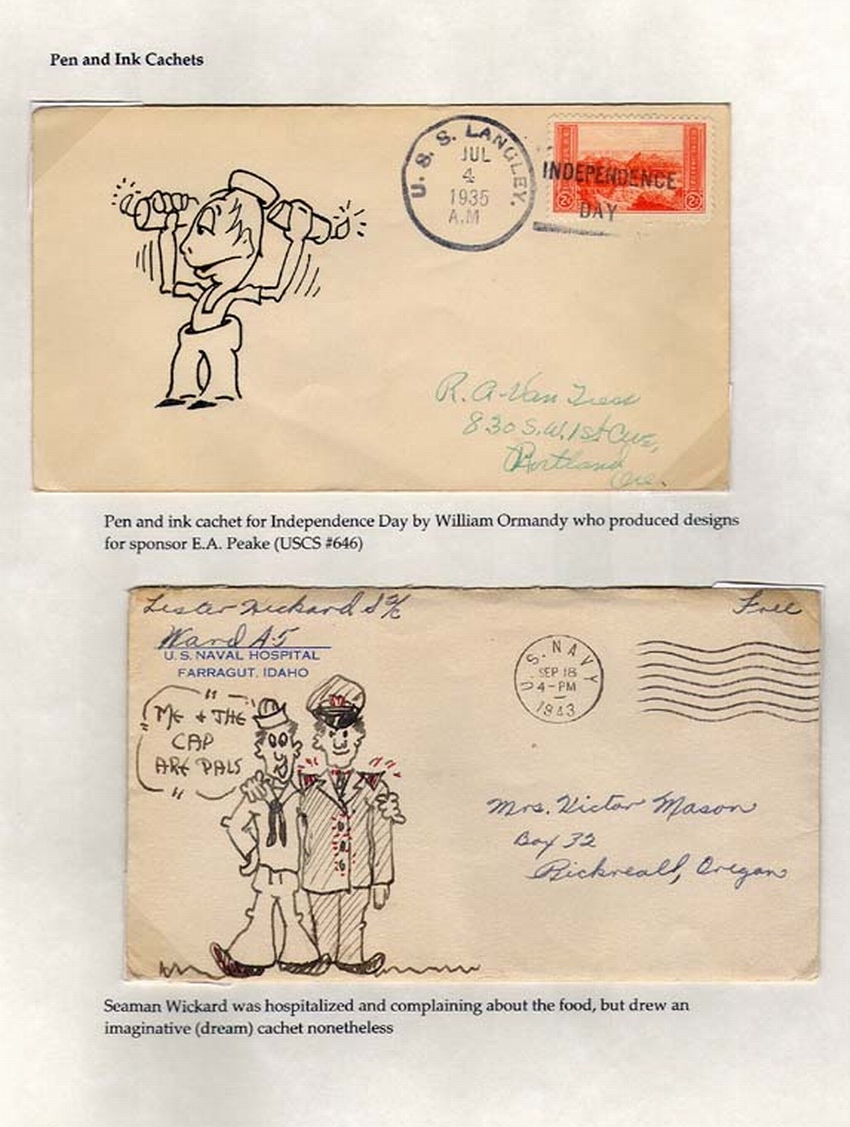 Pen and Ink Cachets
U. S. S. LANGLEY.
JUL
4
1935
A.M
INDEPENDENCE
DAY
2¢ 2¢
R. A. Van Tress
830 S.W. 1st Ave,
Portland
Ore.
Pen and ink cachet for Independence Day by William Ormandy who produced designs
for sponsor E.A. Peake (USCS #646)
Lester Wickard S 2/c
Free
Ward A5
U.S. NAVAL HOSPITAL
FARRAGUT, IDAHO
U.S. NAVY
SEP 18
4-PM
1943
"
ME + THE
CAP
ARE PALS
"
Mrs. Victor Mason
Box 32
Rickreall, Oregon
Seaman Wickard was hospitalized and complaining about the food, but drew an
imaginative (dream) cachet nonetheless